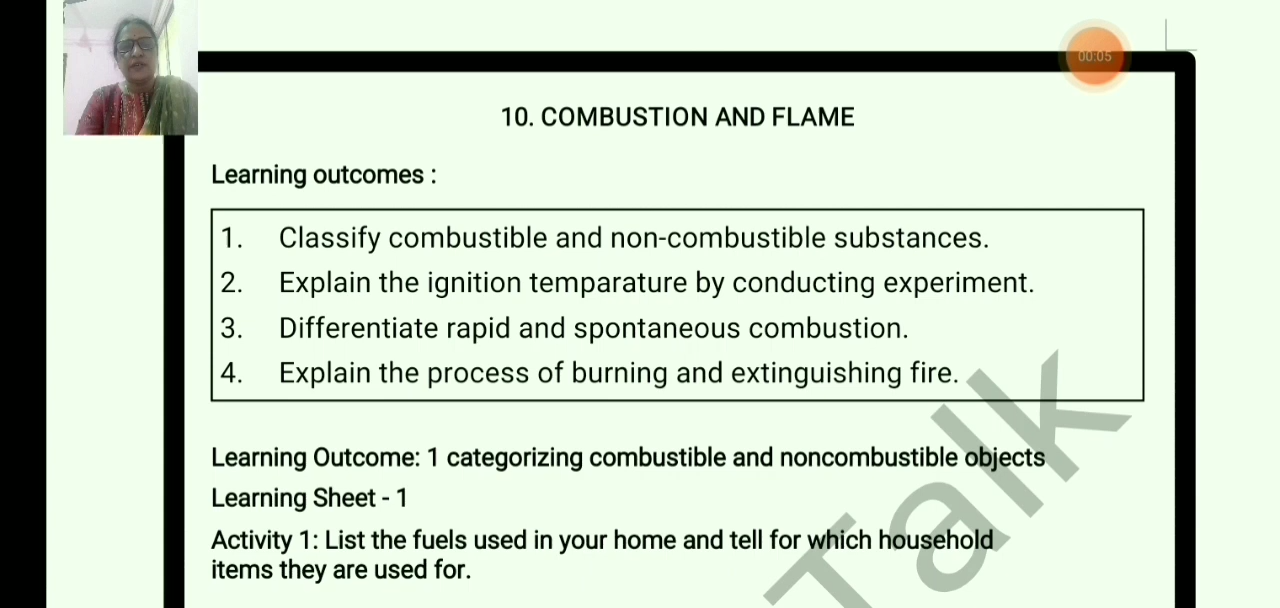 00:05
10. COMBUSTION AND FLAME
Learning outcomes :
1. Classify combustible and non-combustible substances.
2. Explain the ignition temparature by conducting experiment.
3. Differentiate rapid and spontaneous combustion.
4. Explain the process of burning and extinguishing fire.
Learning Outcome: 1 categorizing combustible and noncombustible objects
Learning Sheet - 1
Activity 1: List the fuels used in your home and tell for which household
items they are used for.
Talk